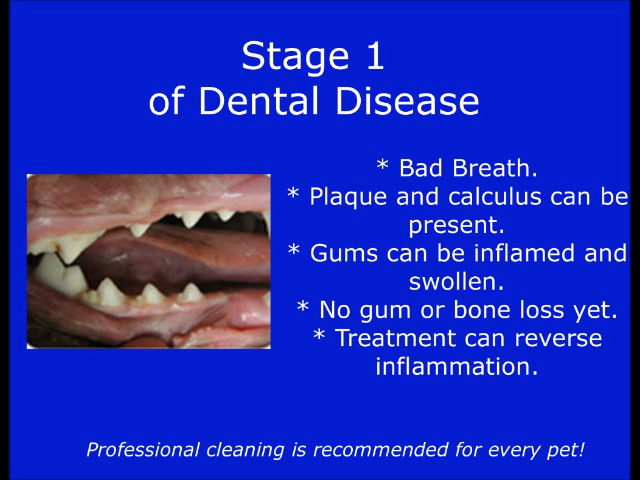 Stage 1
of Dental Disease
* Bad Breath.
* Plaque and calculus can be
present.
* Gums can be inflamed and
swollen.
* No gum or bone loss yet.
* Treatment can reverse
inflammation.
Professional cleaning is recommended for every pet!